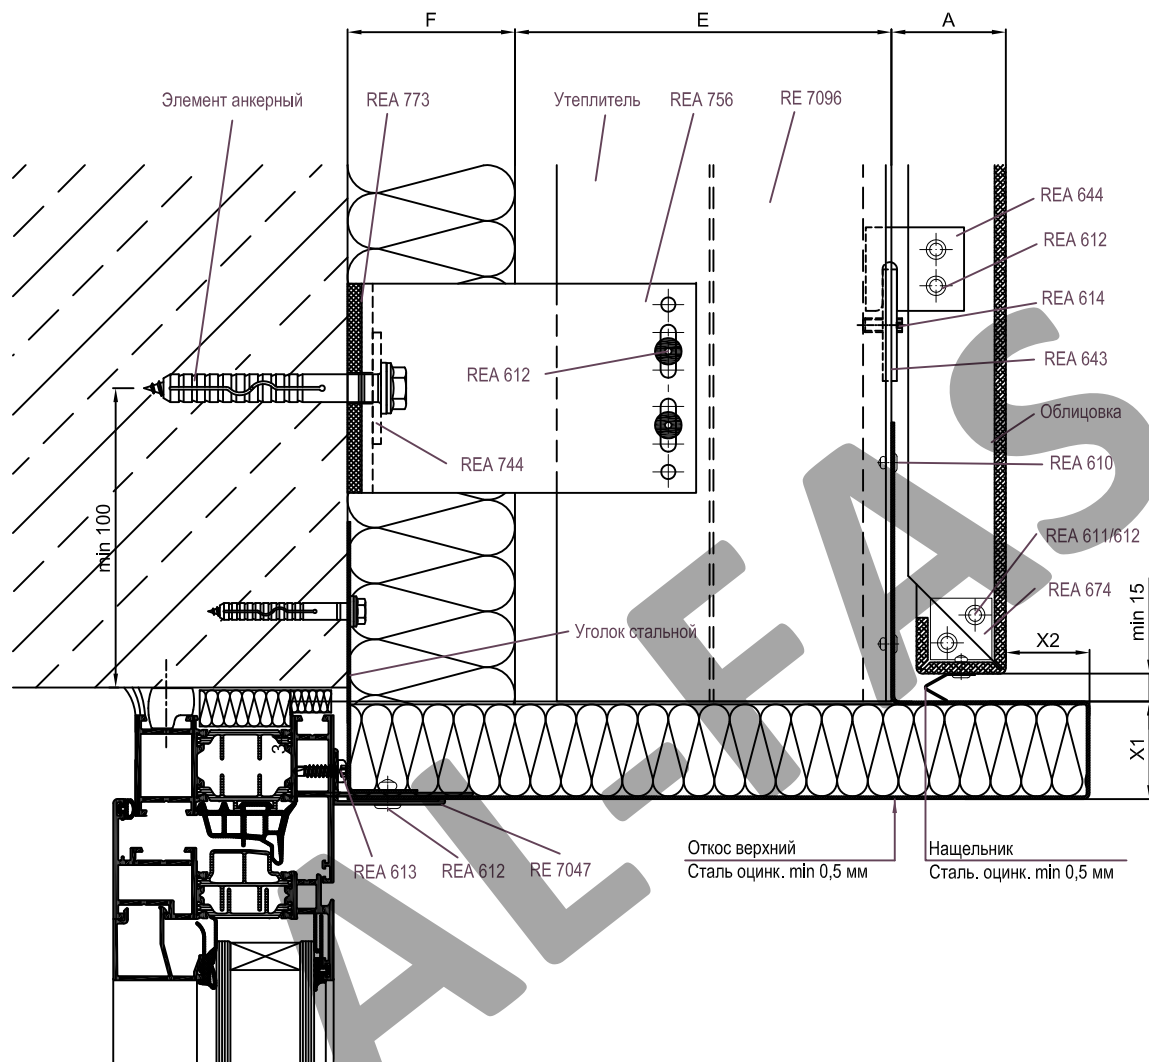 F
E
A
Элемент анкерный
REA 773
Утеплитель
REA 756
RE 7096
REA 644
REA 612
REA 614
REA 612
REA 643
Облицовка
REA 744
REA 610
min 100
REA 611/612
REA 674
min 15
Уголок стальной
X2
X1
Откос верхний
Сталь оцинк. min 0,5 мм
Нащельник
Сталь. оцинк. min 0,5 мм
REA 613
REA 612
RE 7047
AL-FAS